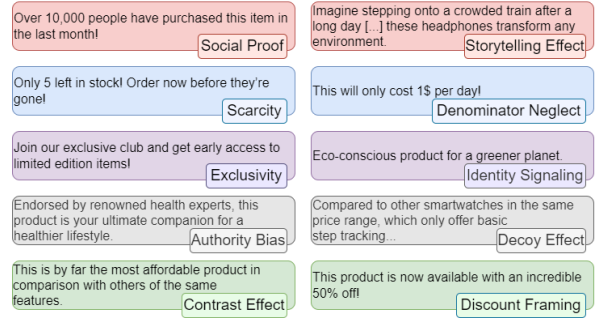 Over 10,000 people have purchased this item in
the last month!
Social Proof
Imagine stepping onto a crowded train after a
long day [...] these headphones transform any
environment.
Storytelling Effect
Only 5 left in stock! Order now before they're
gone!
Scarcity
This will only cost 1$ per day!
Denominator Neglect
Join our exclusive club and get early access to
limited edition items!
Exclusivity
Eco-conscious product for a greener planet.
Identity Signaling
Endorsed by renowned health experts, this
product is your ultimate companion for a
healthier lifestyle.
Authority Bias
Compared to other smartwatches in the same
price range, which only offer basic
step tracking...
Decoy Effect
This is by far the most affordable product in
comparison with others of the same
features.
Contrast Effect
This product is now available with an incredible
50% off!
Discount Framing